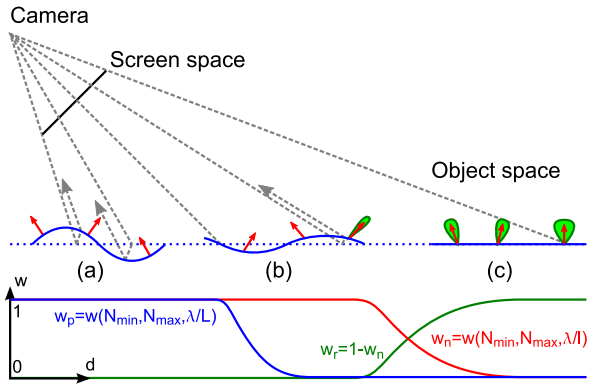 Camera
Screen space
Object space
(a)
(b)
(c)
w
1
wₚ=w(Nₘᵢₙ,Nₘₐₓ,λ/L)
wᵣ=1-wₙ
wₙ=w(Nₘᵢₙ,Nₘₐₓ,λ/l)
0
d